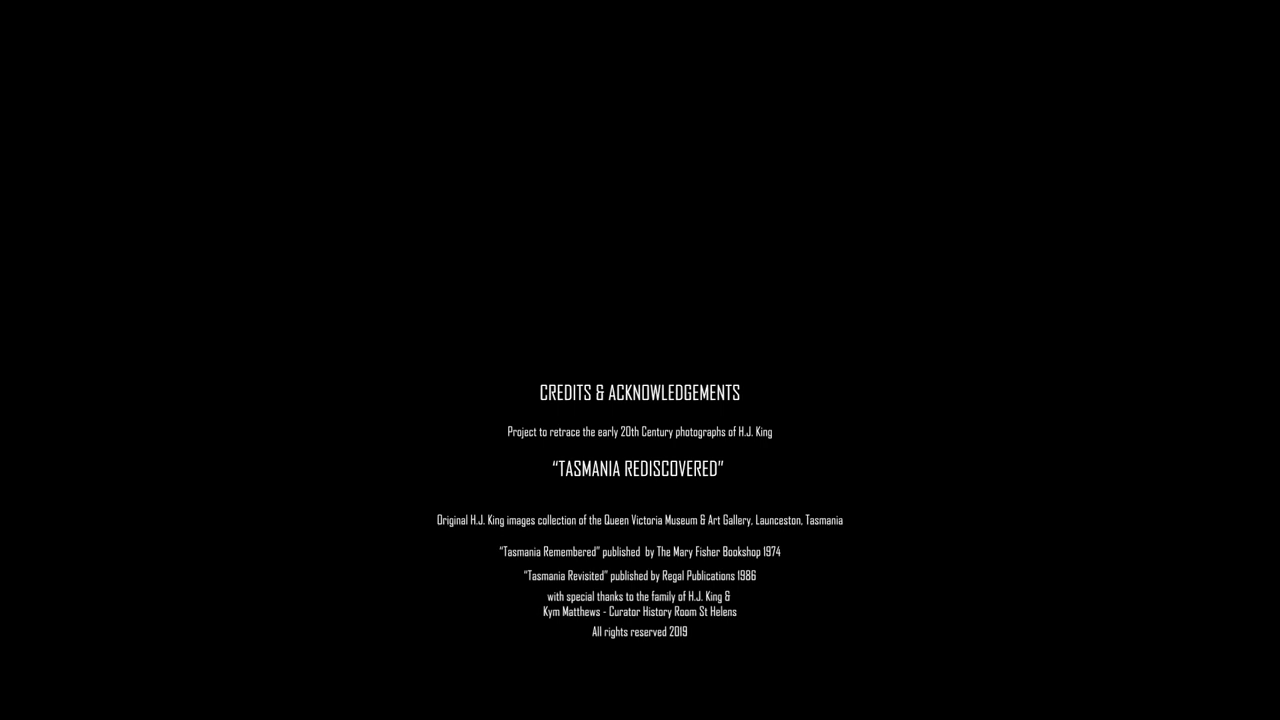 CREDITS & ACKNOWLEDGEMENTS
Project to retrace the early 20th Century photographs of H.J. King
“TASMANIA REDISCOVERED”
Original H.J. King images collection of the Queen Victoria Museum & Art Gallery, Launceston, Tasmania
“Tasmania Remembered” published by The Mary Fisher Bookshop 1974
“Tasmania Revisited” published by Regal Publications 1986
with special thanks to the family of H.J. King &
Kym Matthews - Curator History Room St Helens
All rights reserved 2019